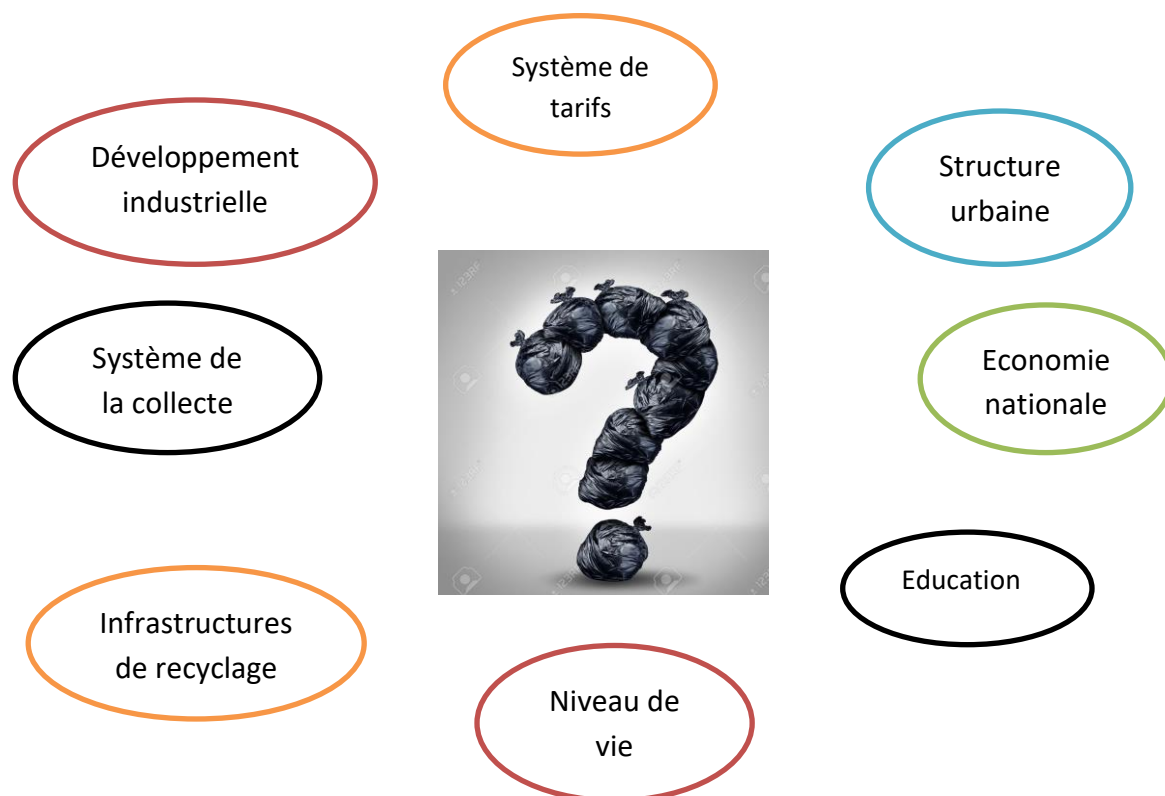 Système de
tarifs
Développement
industrielle
Structure
urbaine
Système de
la collecte
Economie
nationale
Education
Infrastructures
de recyclage
Niveau de
vie
123RF